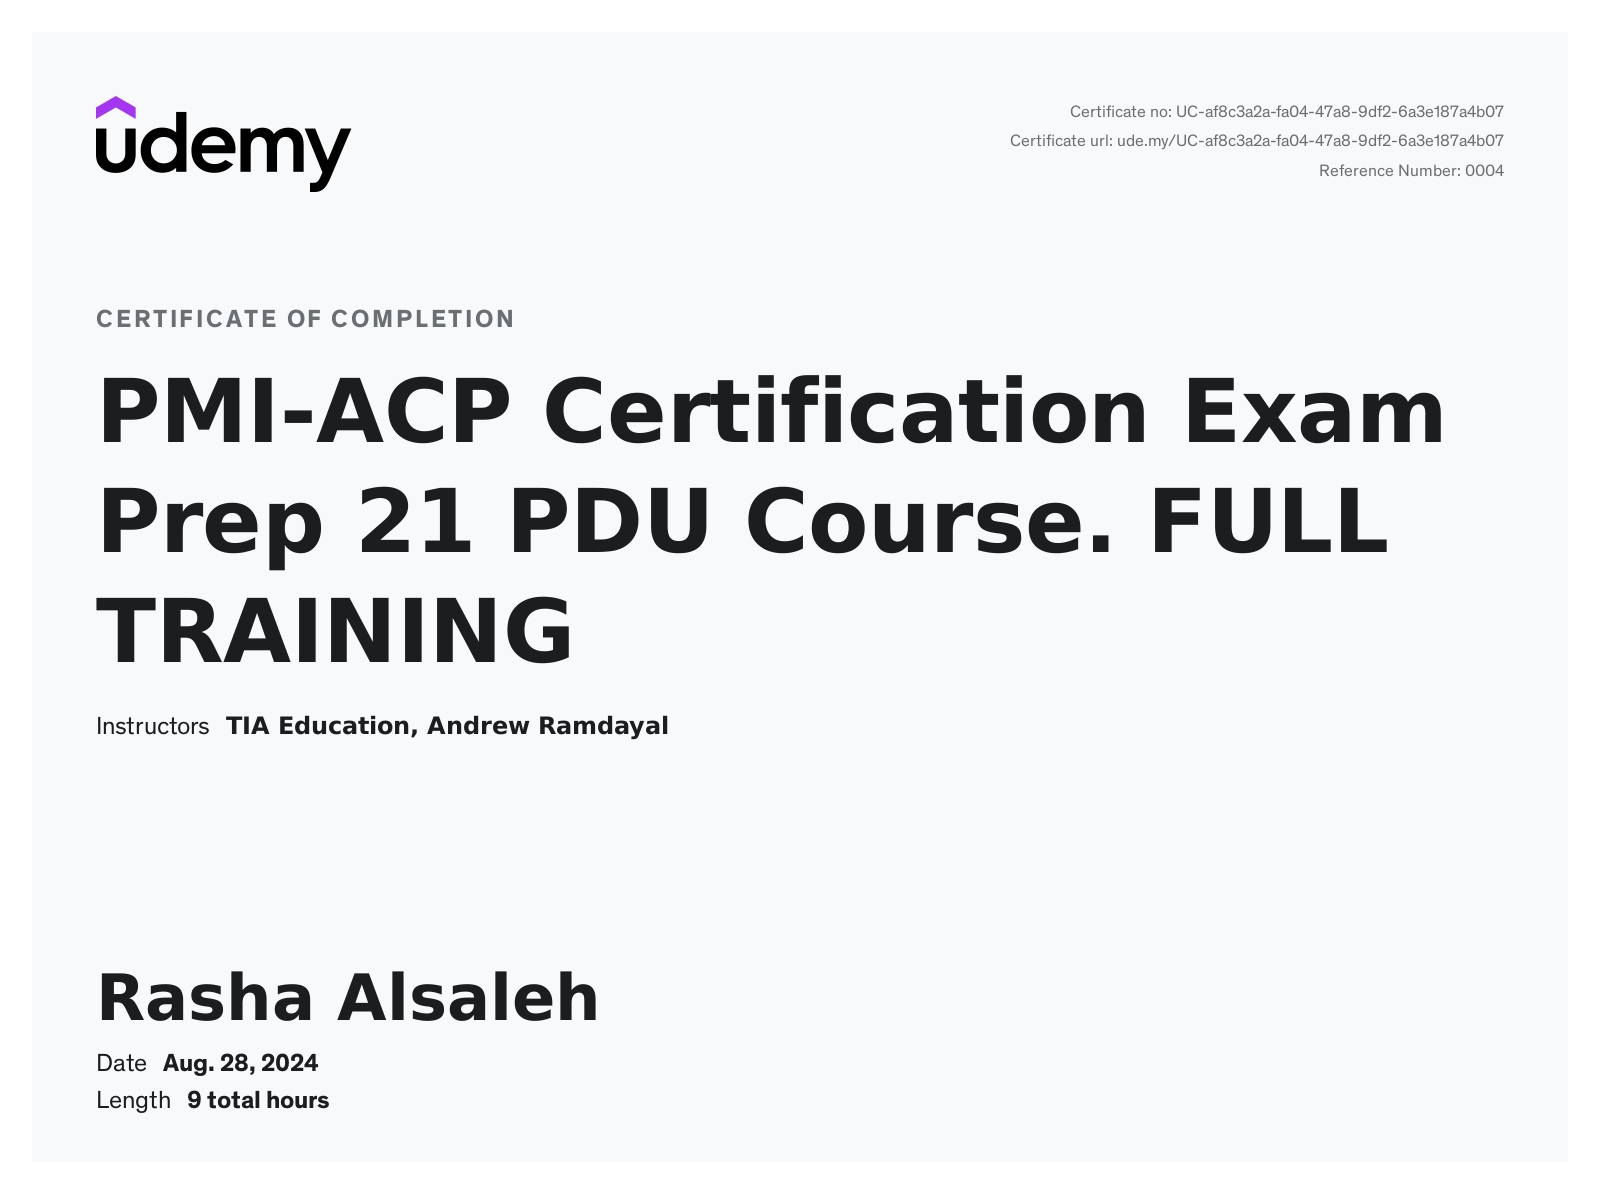 udemy
Certificate no: UC-af8c3a2a-fa04-47a8-9df2-6a3e187a4b07
Certificate url: ude.my/UC-af8c3a2a-fa04-47a8-9df2-6a3e187a4b07
Reference Number: 0004
CERTIFICATE OF COMPLETION
PMI-ACP Certification Exam
Prep 21 PDU Course. FULL
TRAINING
Instructors TIA Education, Andrew Ramdayal
Rasha Alsaleh
Date Aug. 28, 2024
Length 9 total hours